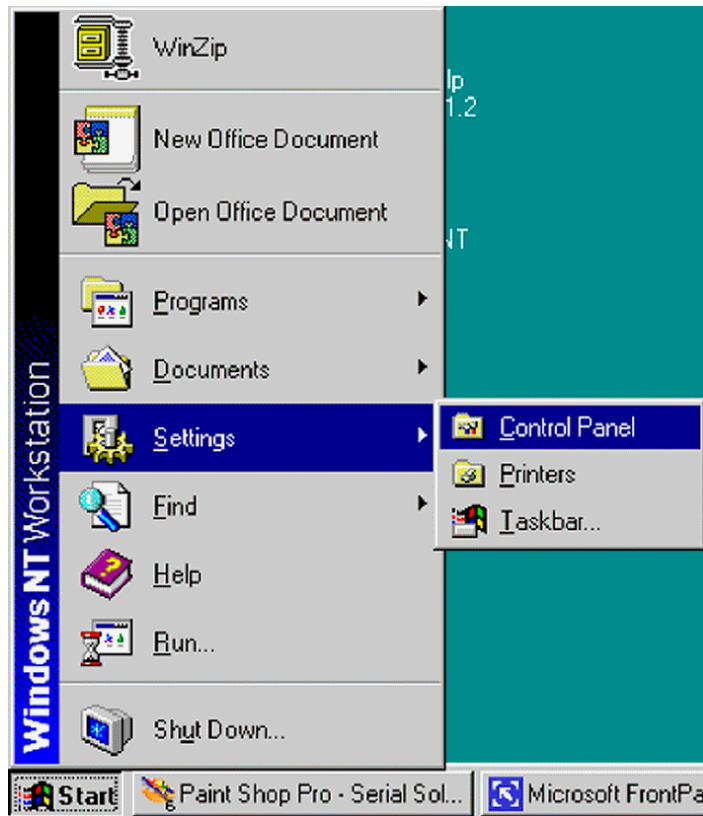 WinZip
lp
1.2
New Office Document
Open Office Document
NT
Programs
Documents
Settings
Control Panel
Printers
Taskbar...
Find
Help
Run...
Shut Down...
Windows NT Workstation
Start
Paint Shop Pro - Serial Sol...
Microsoft FrontPa